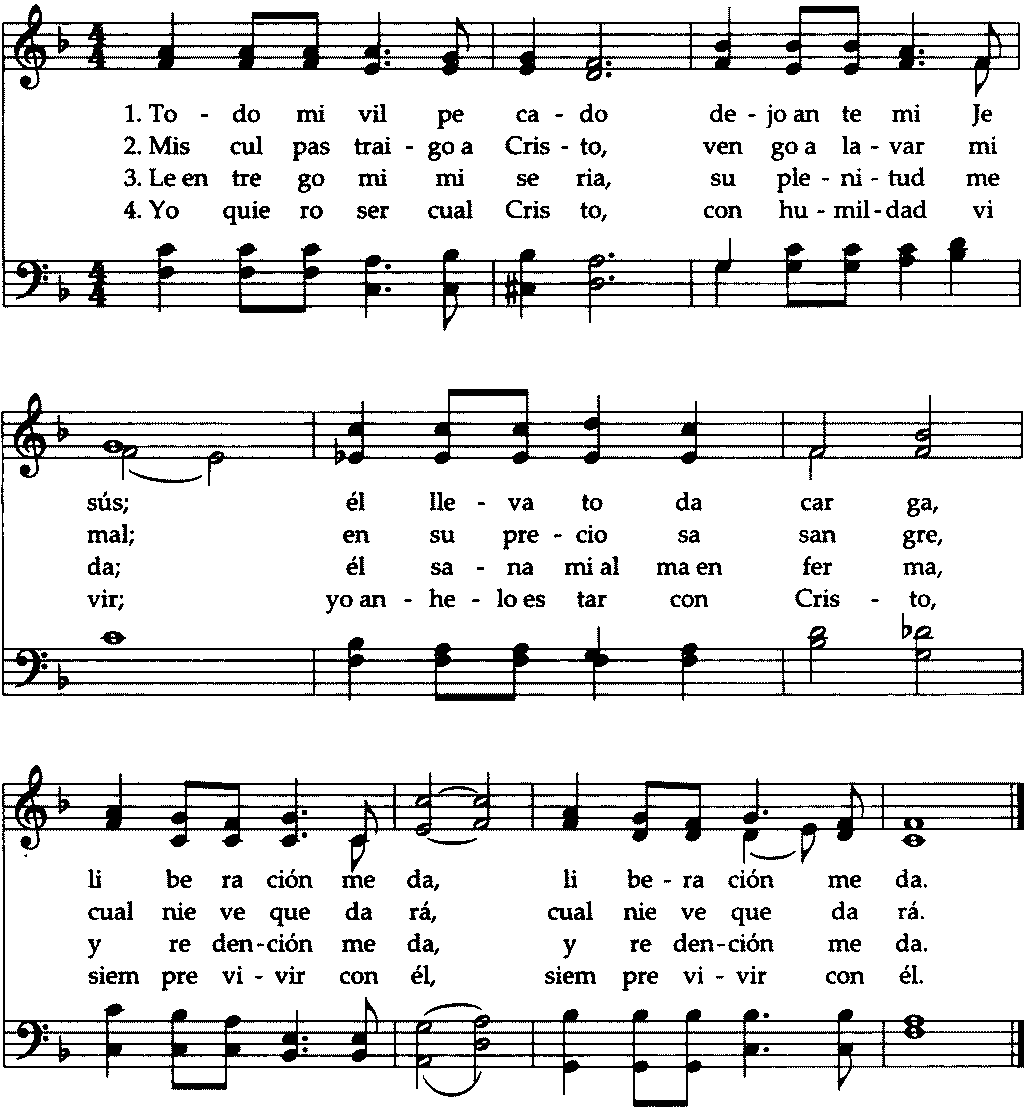 4 4
1. To - do mi vil pe ca - do de - jo an te mi Je
2. Mis cul pas trai - go a Cris - to, ven go a la - var mi
3. Le en tre go mi mi se ria, su ple - ni - tud me
4. Yo quie ro ser cual Cris to, con hu - mil - dad vi
4 4
sús; él lle - va to da car ga,
mal; en su pre - cio sa san gre,
da; él sa - na mi al ma en fer ma,
vir; yo an - he - lo es tar con Cris - to,
li be ra ción me da, li be - ra ción me da.
cual nie ve que da rá, cual nie ve que da rá.
y re den - ción me da, y re den - ción me da.
siem pre vi - vir con él, siem pre vi - vir con él.